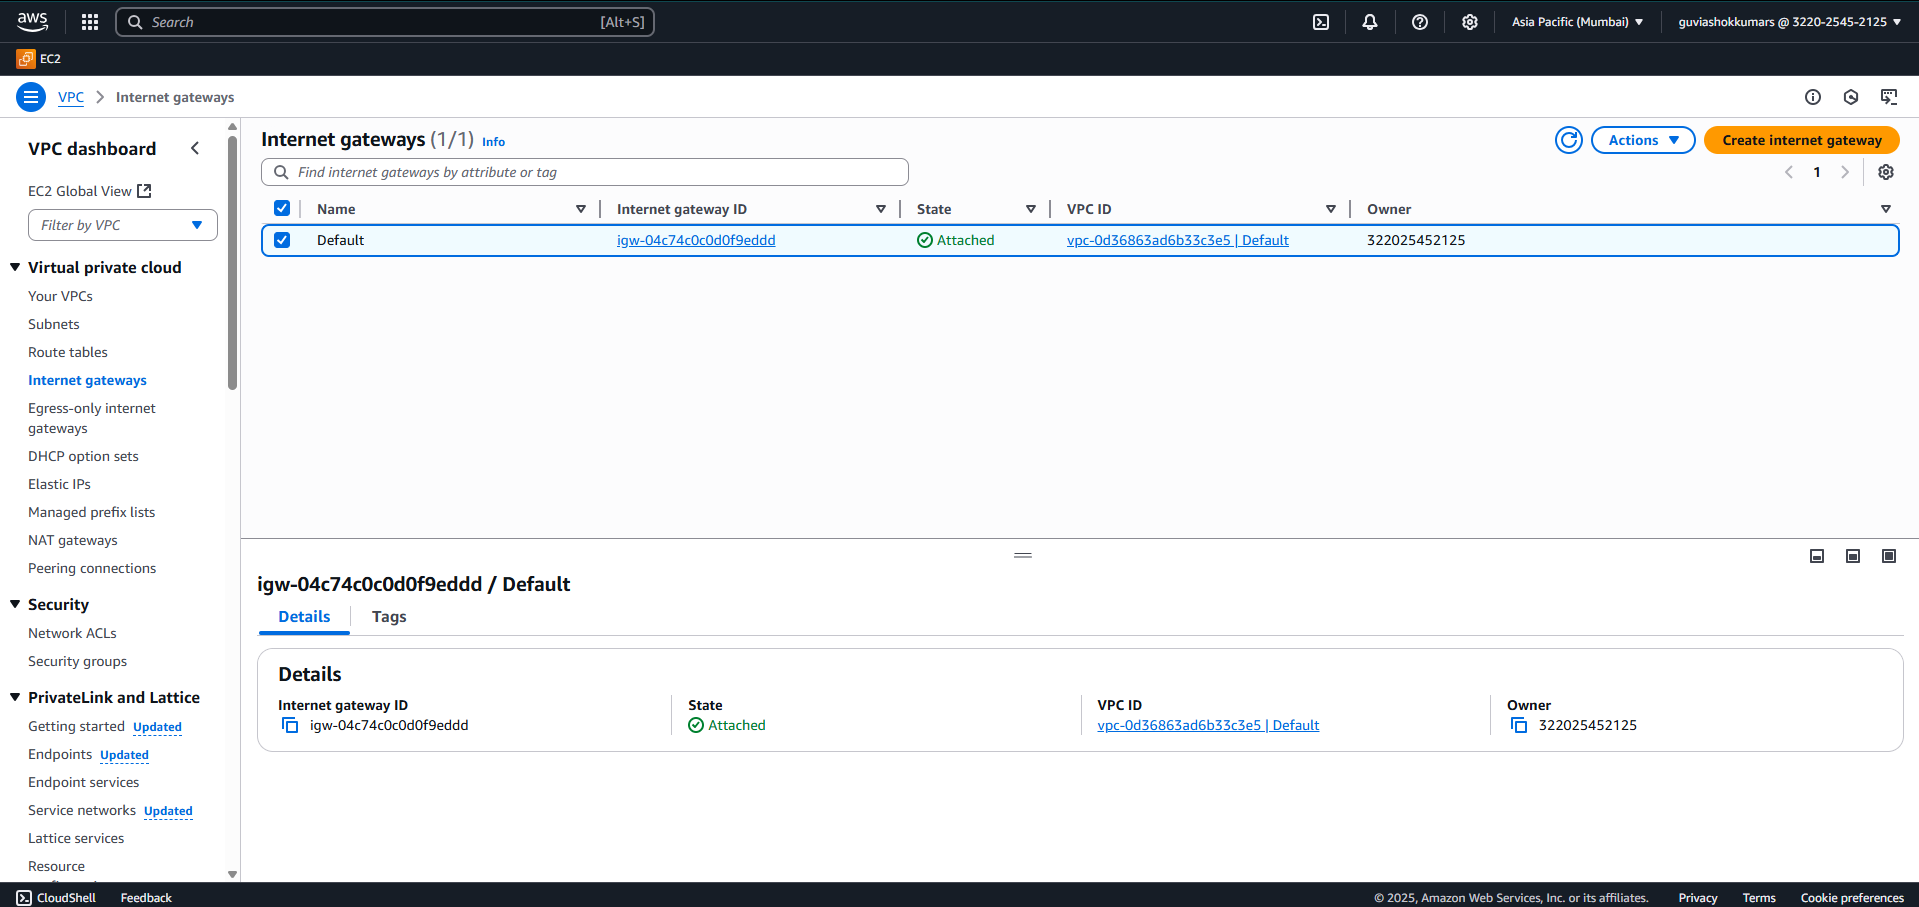 aws
Search [Alt+S]
Asia Pacific (Mumbai)
guviashokkumars @ 3220-2545-2125
EC2
VPC
Internet gateways
VPC dashboard
EC2 Global View
Filter by VPC
Virtual private cloud
Your VPCs
Subnets
Route tables
Internet gateways
Egress-only internet
gateways
DHCP option sets
Elastic IPs
Managed prefix lists
NAT gateways
Peering connections
Security
Network ACLs
Security groups
PrivateLink and Lattice
Getting started Updated
Endpoints Updated
Endpoint services
Service networks Updated
Lattice services
Resource
Internet gateways (1/1) Info
Actions
Create internet gateway
Find internet gateways by attribute or tag
1
Name Internet gateway ID State VPC ID Owner
Default igw-04c74c0c0d0f9eddd Attached vpc-0d36863ad6b33c3e5 | Default 322025452125
igw-04c74c0c0d0f9eddd / Default
Details Tags
Details
Internet gateway ID
igw-04c74c0c0d0f9eddd
State
Attached
VPC ID
vpc-0d36863ad6b33c3e5 | Default
Owner
322025452125
CloudShell Feedback
© 2025, Amazon Web Services, Inc. or its affiliates. Privacy Terms Cookie preferences